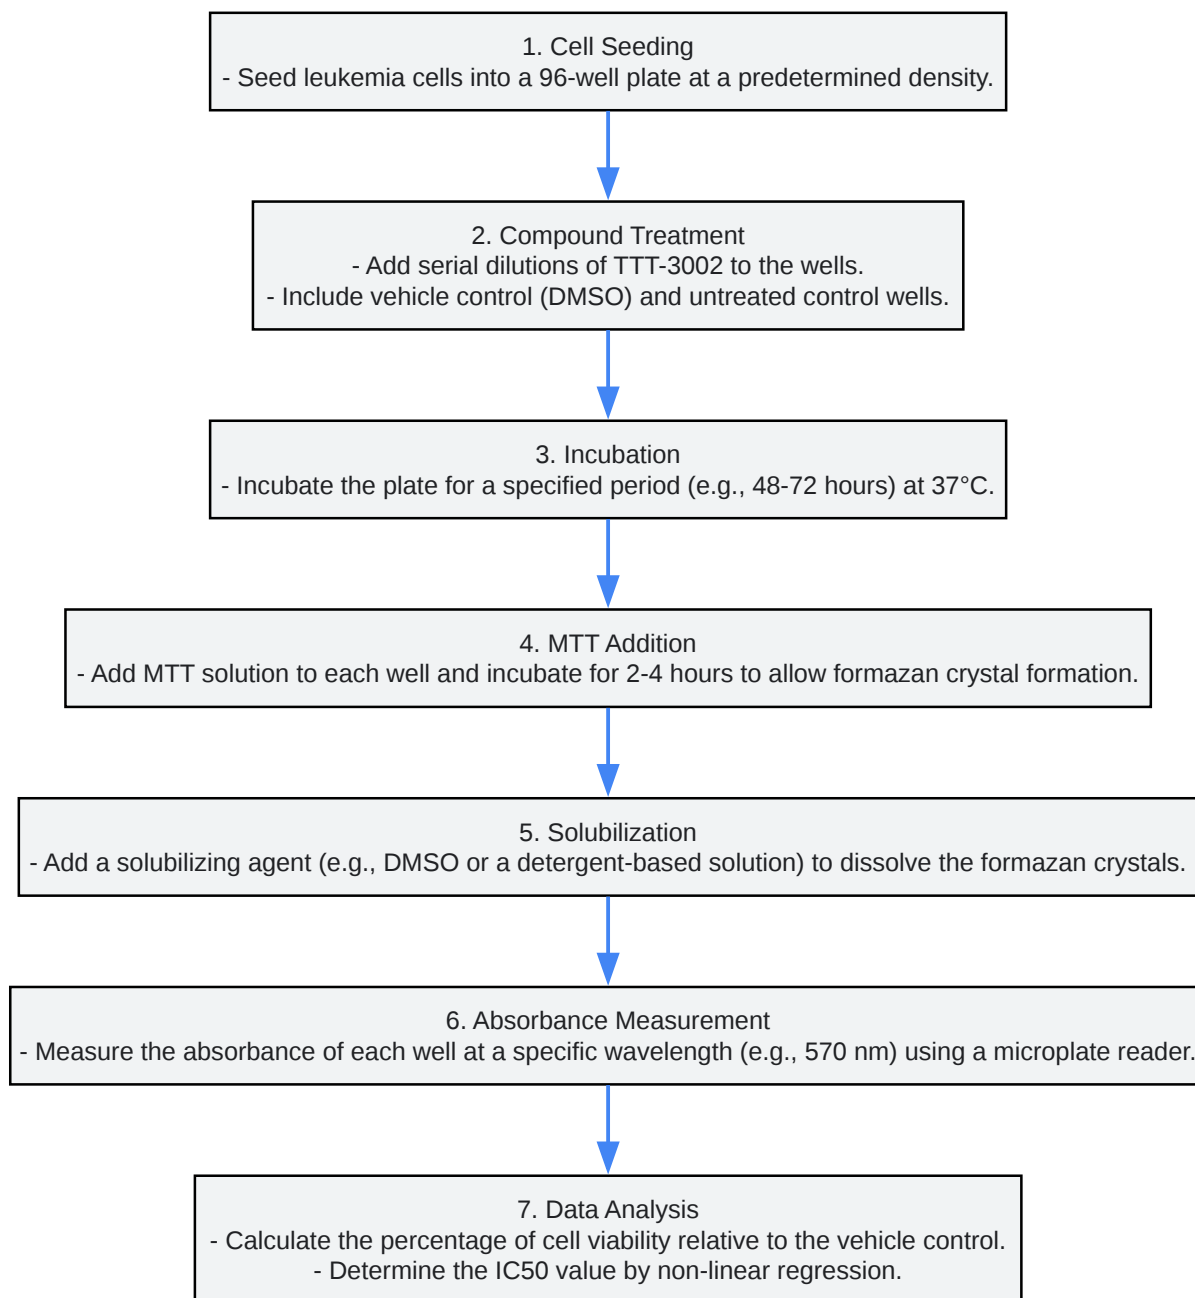 1. Cell Seeding
- Seed leukemia cells into a 96-well plate at a predetermined density.
2. Compound Treatment
- Add serial dilutions of TTT-3002 to the wells.
- Include vehicle control (DMSO) and untreated control wells.
3. Incubation
- Incubate the plate for a specified period (e.g., 48-72 hours) at 37°C.
4. MTT Addition
- Add MTT solution to each well and incubate for 2-4 hours to allow formazan crystal formation.
5. Solubilization
- Add a solubilizing agent (e.g., DMSO or a detergent-based solution) to dissolve the formazan crystals.
6. Absorbance Measurement
- Measure the absorbance of each well at a specific wavelength (e.g., 570 nm) using a microplate reader.
7. Data Analysis
- Calculate the percentage of cell viability relative to the vehicle control.
- Determine the IC50 value by non-linear regression.